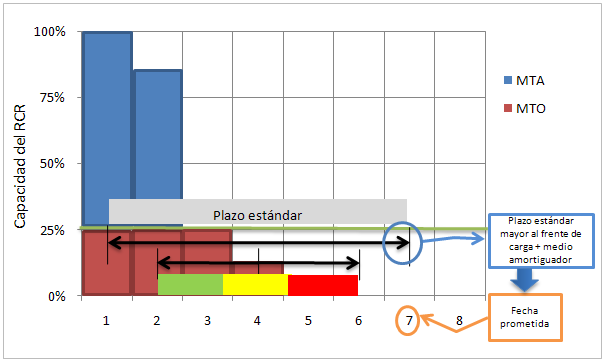 100%
75%
50%
25%
0%
Capacidad del RCR
MTA
MTO
Plazo estándar
1 2 3 4 5 6 7 8
Plazo estándar
mayor al frente de
carga + medio
amortiguador
Fecha
prometida